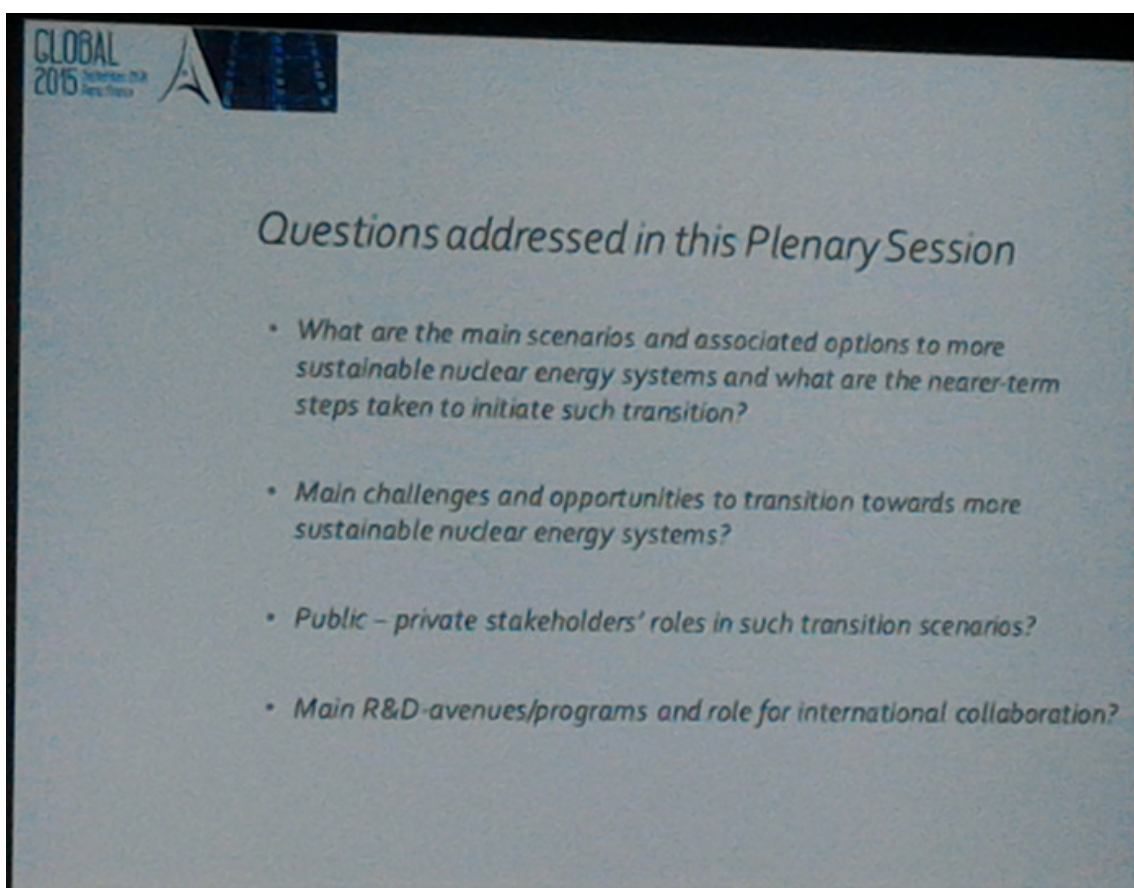 GLOBAL
2015
Questions addressed in this Plenary Session
• What are the main scenarios and associated options to more
sustainable nuclear energy systems and what are the nearer-term
steps taken to initiate such transition?
• Main challenges and opportunities to transition towards more
sustainable nuclear energy systems?
• Public – private stakeholders’ roles in such transition scenarios?
• Main R&D-avenues/programs and role for international collaboration?